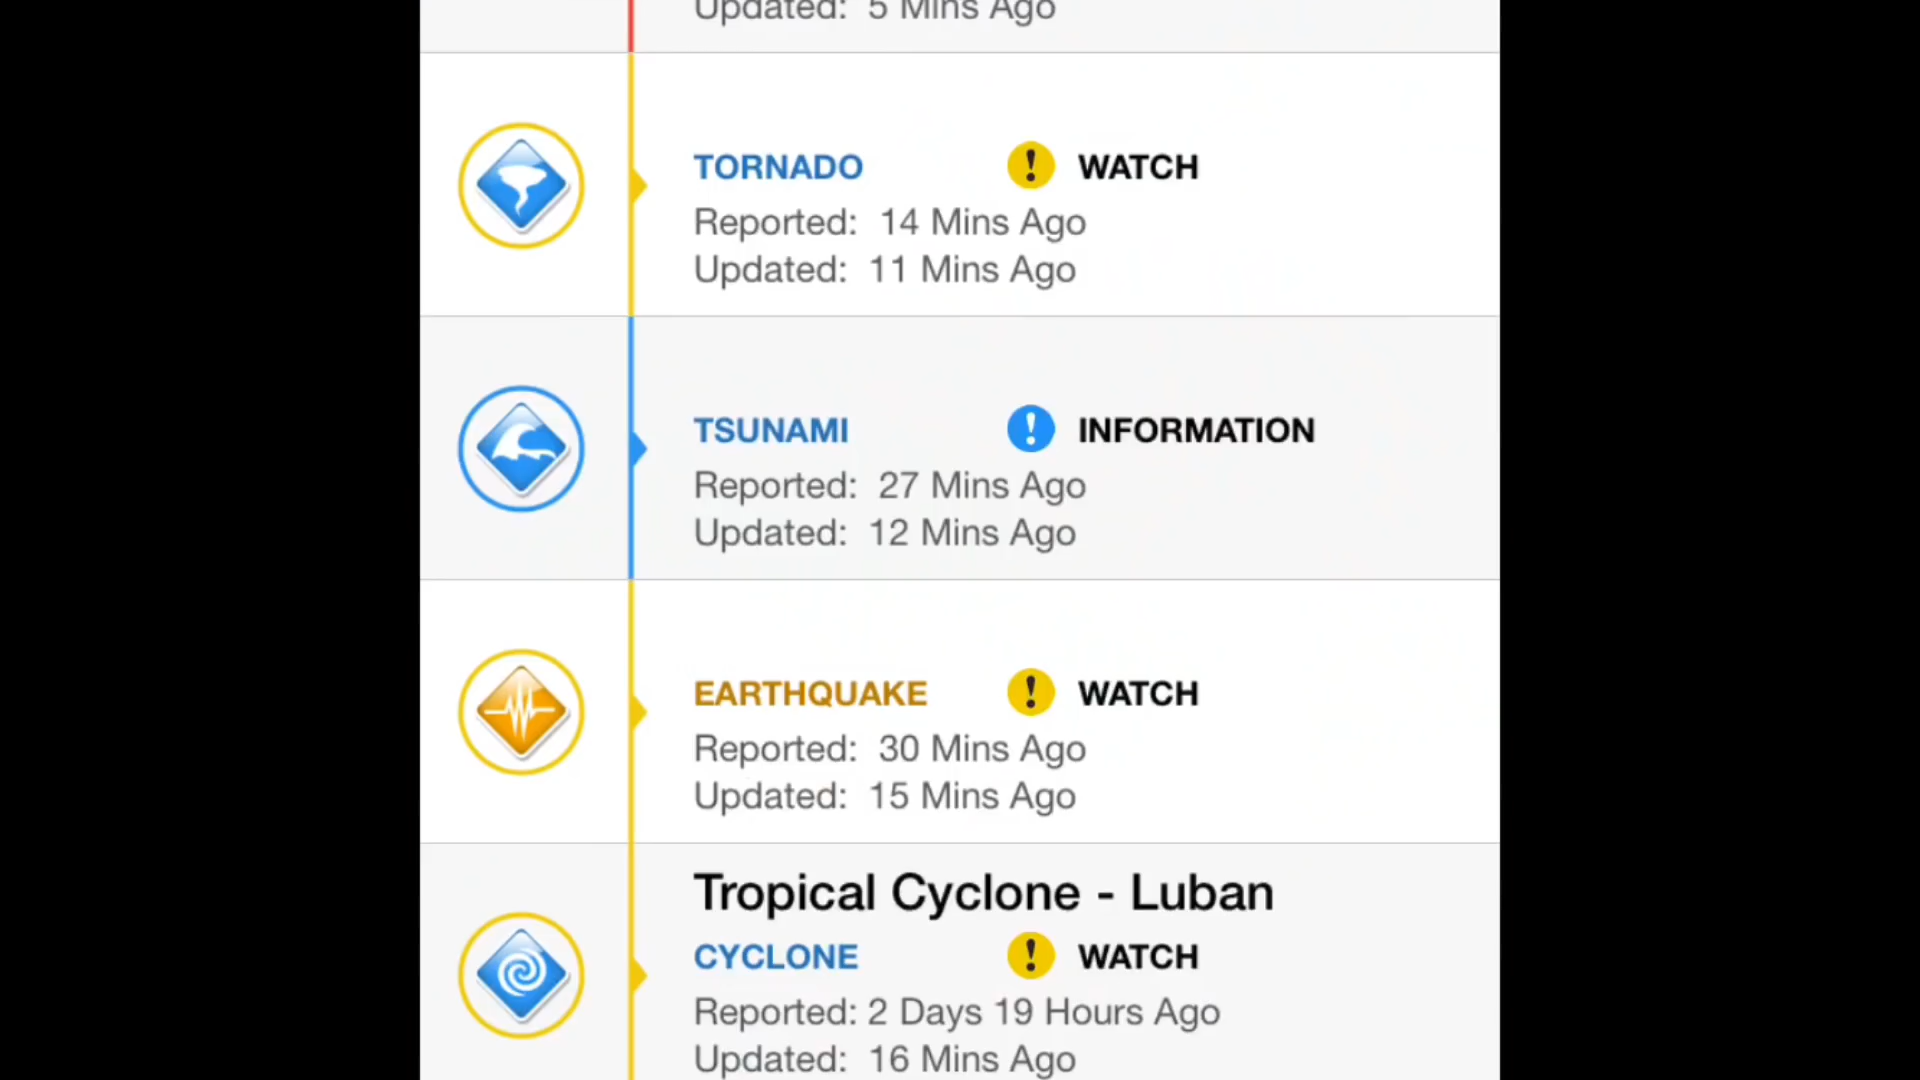 Updated: 5 Mins Ago
TORNADO ! WATCH
Reported: 14 Mins Ago
Updated: 11 Mins Ago
TSUNAMI ! INFORMATION
Reported: 27 Mins Ago
Updated: 12 Mins Ago
EARTHQUAKE ! WATCH
Reported: 30 Mins Ago
Updated: 15 Mins Ago
Tropical Cyclone - Luban
CYCLONE ! WATCH
Reported: 2 Days 19 Hours Ago
Updated: 16 Mins Ago